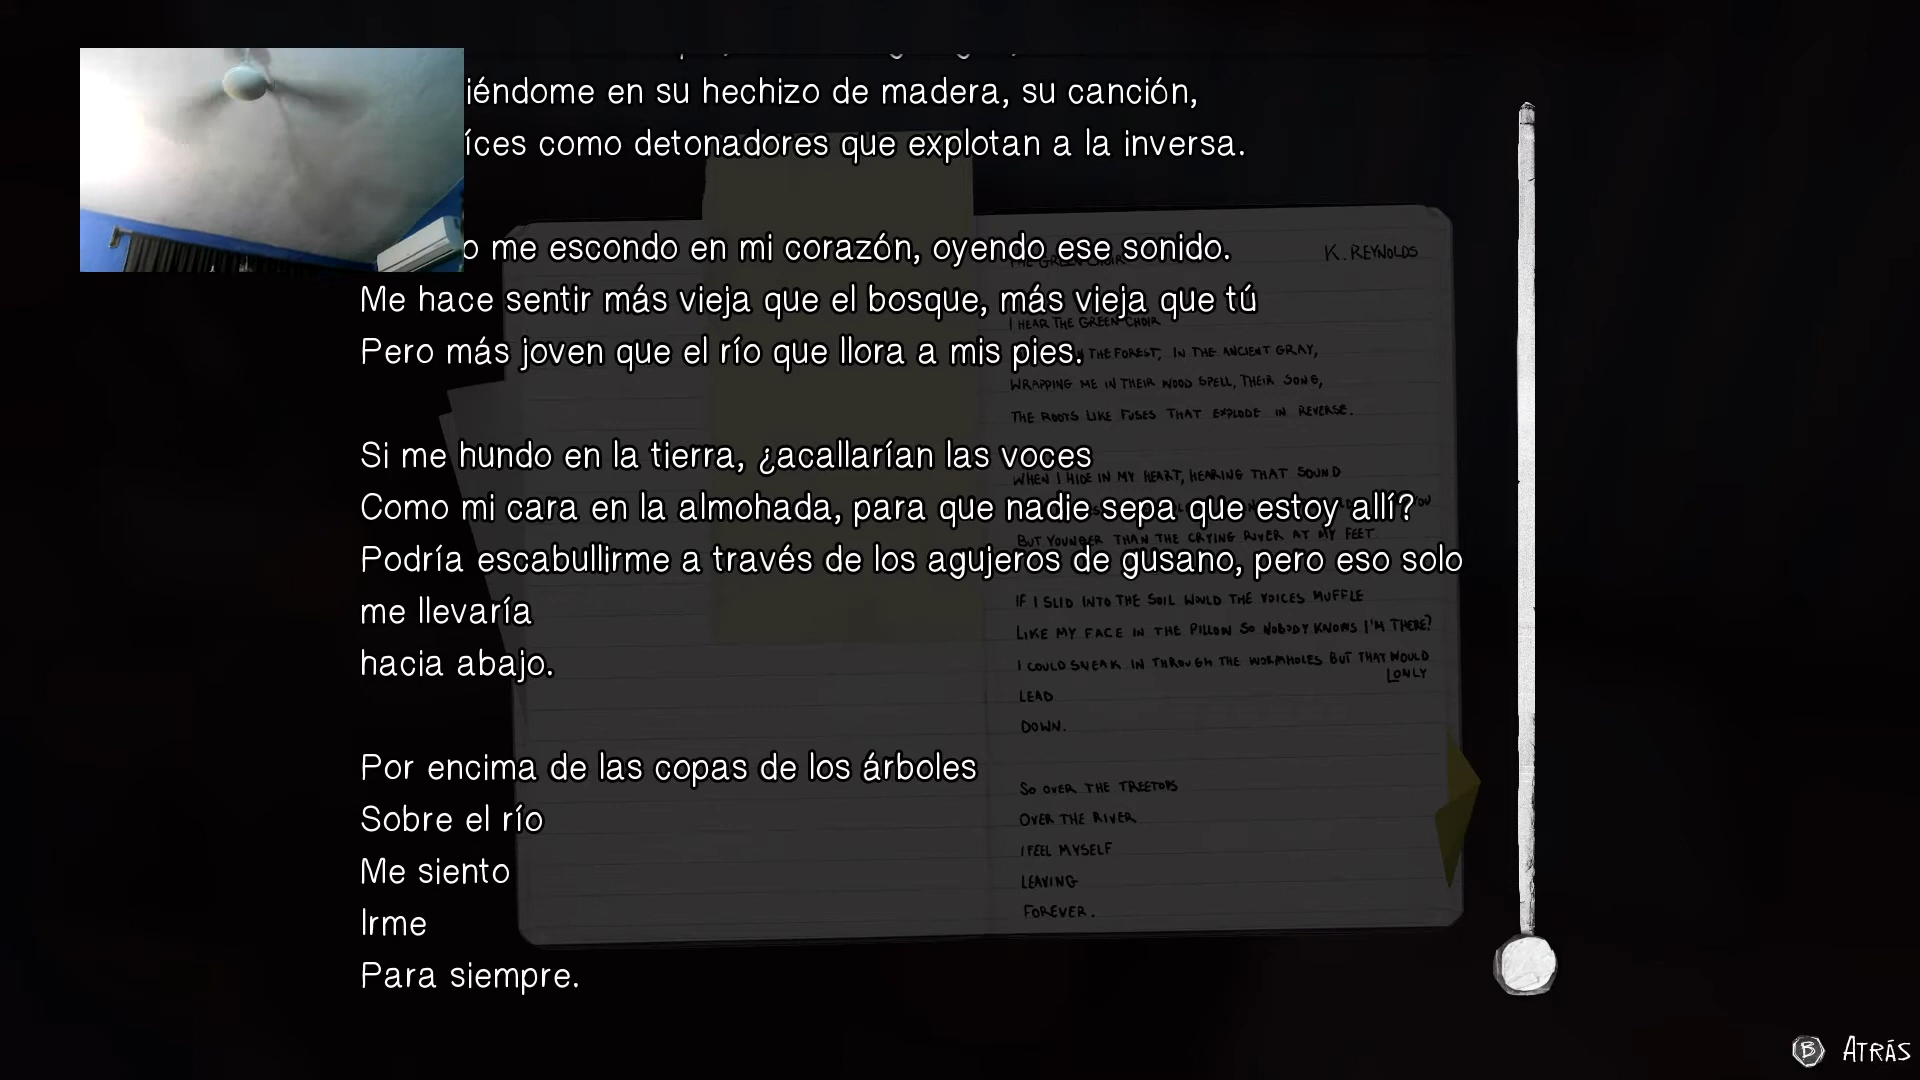 iéndome en su hechizo de madera, su canción,
íces como detonadores que explotan a la inversa.
o me escondo en mi corazón, oyendo ese sonido.
Me hace sentir más vieja que el bosque, más vieja que tú
Pero más joven que el río que llora a mis pies.
Si me hundo en la tierra, ¿acallarían las voces
Como mi cara en la almohada, para que nadie sepa que estoy allí?
Podría escabullirme a través de los agujeros de gusano, pero eso solo
me llevaría
hacia abajo.
Por encima de las copas de los árboles
Sobre el río
Me siento
Irme
Para siempre.
THE GREEN CHOIR
K. REYNOLDS
I HEAR THE GREEN CHOIR
THE FOREST, IN THE ANCIENT GRAY,
WRAPPING ME IN THEIR WOOD SPELL, THEIR SONG,
THE ROOTS LIKE FUSES THAT EXPLODE IN REVERSE.
WHEN I HIDE IN MY HEART, HEARING THAT SOUND
YOU
BUT YOUNGER THAN THE CRYING RIVER AT MY FEET
IF I SLID INTO THE SOIL WOULD THE VOICES MUFFLE
LIKE MY FACE IN THE PILLOW SO NOBODY KNOWS I'M THERE?
I COULD SNEAK IN THROUGH THE WORMHOLES BUT THAT WOULD
ONLY
LEAD
DOWN.
SO OVER THE TREETOPS
OVER THE RIVER
I FEEL MYSELF
LEAVING
FOREVER.
B ATRÁS